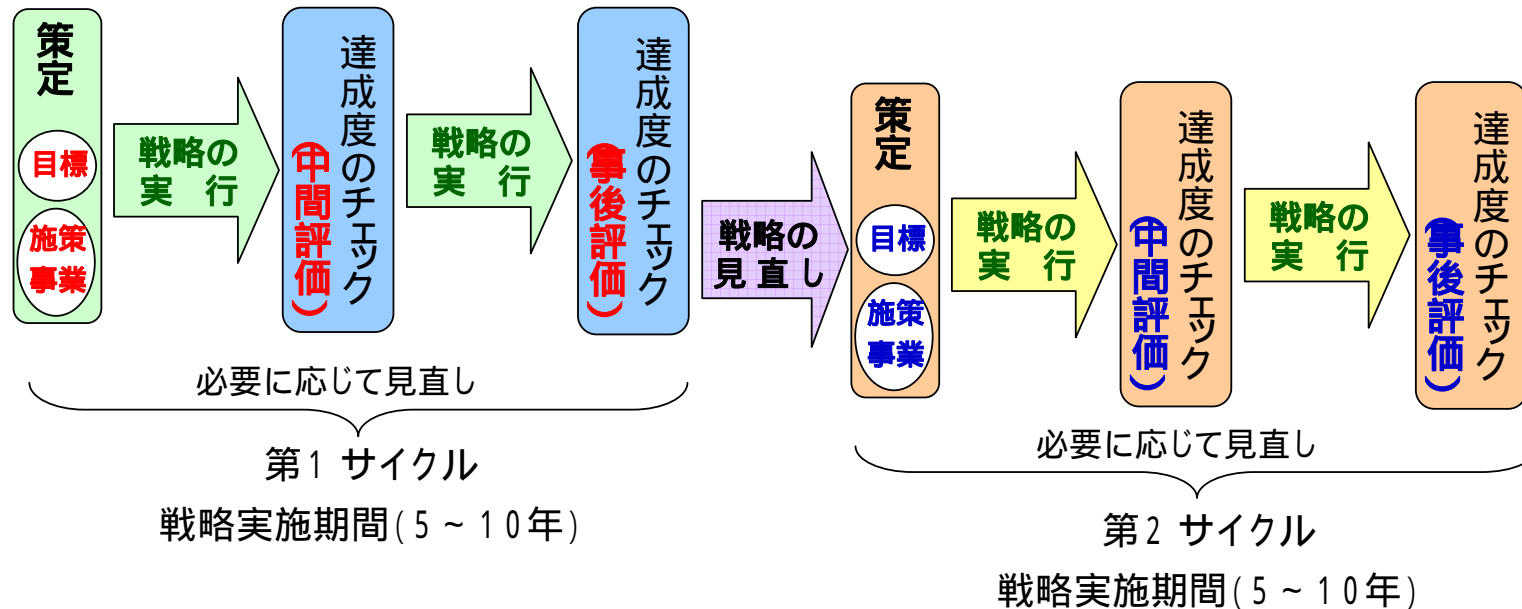 策定
目標
施策
事業
戦略の
実　行
達成度のチェック
(中間評価)
戦略の
実　行
達成度のチェック
(事後評価)
必要に応じて見直し
第1 サイクル
戦略実施期間(5～10年)
戦略の
見直し
策定
目標
施策
事業
戦略の
実　行
達成度のチェック
(中間評価)
戦略の
実　行
達成度のチェック
(事後評価)
必要に応じて見直し
第2 サイクル
戦略実施期間(5～10年)